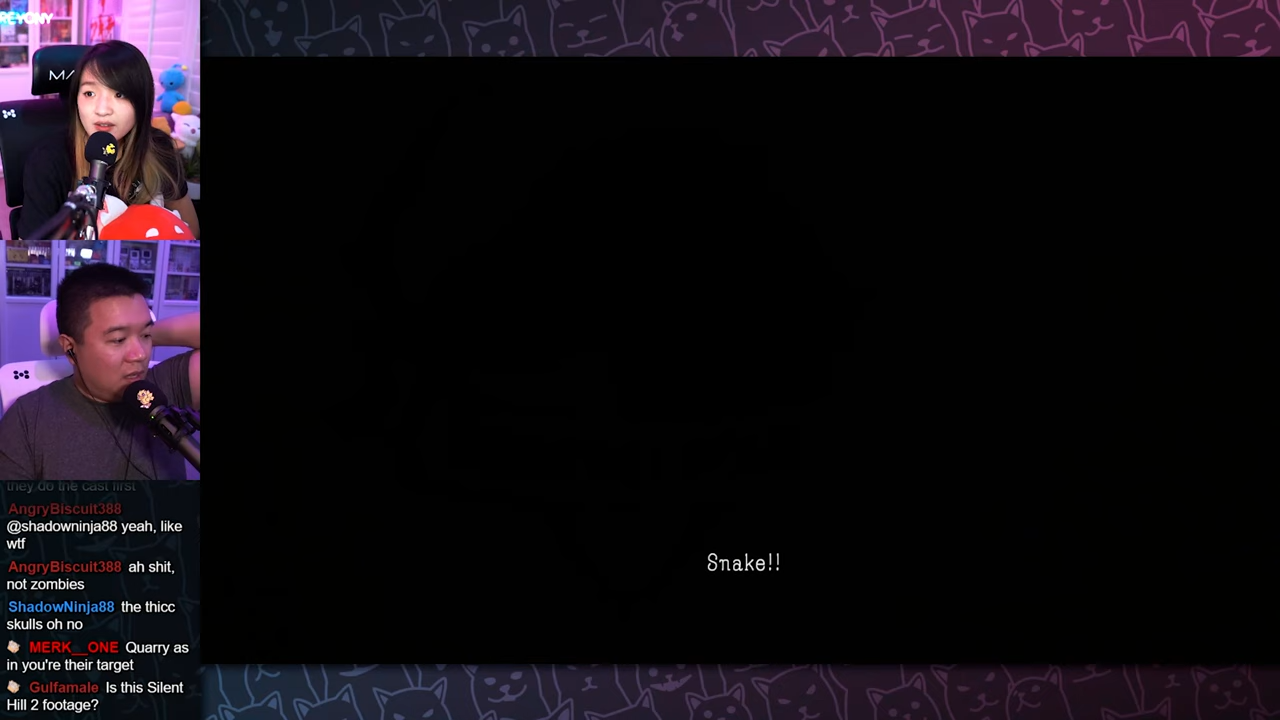 REYONY
MA
they do the cast first
AngryBiscuit388
@shadowninja88 yeah, like
wtf
AngryBiscuit388 ah shit,
not zombies
ShadowNinja88 the thicc
skulls oh no
MERK__ONE Quarry as
in you're their target
Gulfamale Is this Silent
Hill 2 footage?
Snake!!